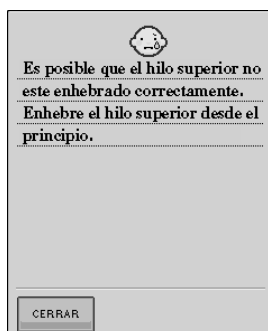 Es posible que el hilo superior no
este enhebrado correctamente.
Enhebre el hilo superior desde el
principio.
CERRAR